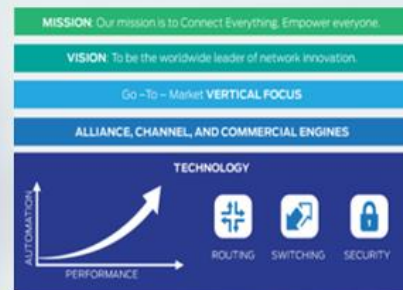 MISSION: Our mission is to Connect Everything. Empower everyone.
VISION: To be the worldwide leader of network innovation.
Go –To – Market VERTICAL FOCUS
ALLIANCE, CHANNEL, AND COMMERCIAL ENGINES
TECHNOLOGY
AUTOMATION
PERFORMANCE
ROUTING
SWITCHING
SECURITY